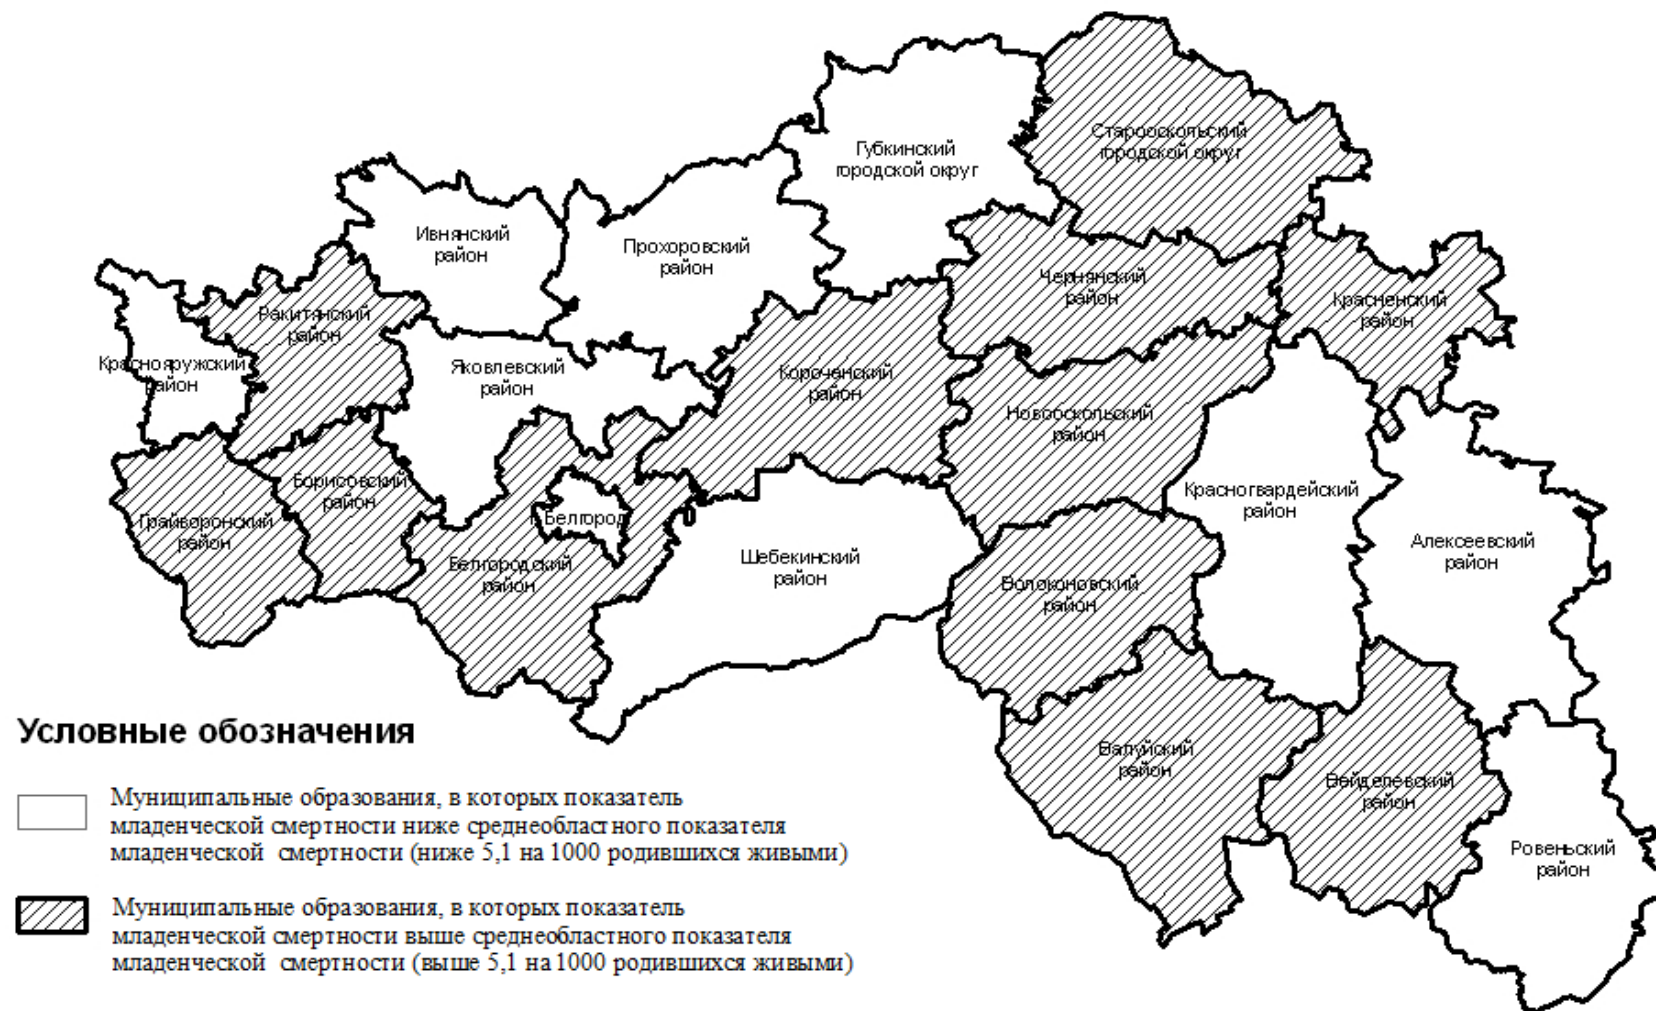 Старооскольский
городской округ
Губкинский
городской округ
Ивнянский
район
Прохоровский
район
Чернянский
район
Красненский
район
Ракитянский
район
Краснояружский
район
Яковлевский
район
Корочанский
район
Новооскольский
район
Борисовский
район
Красногвардейский
район
Грайворонский
район
г.Белгород
Алексеевский
район
Белгородский
район
Шебекинский
район
Волоконовский
район
Валуйский
район
Вейделевский
район
Ровеньский
район
Условные обозначения
Муниципальные образования, в которых показатель
младенческой смертности ниже среднеобластного показателя
младенческой смертности (ниже 5,1 на 1000 родившихся живыми)
Муниципальные образования, в которых показатель
младенческой смертности выше среднеобластного показателя
младенческой смертности (выше 5,1 на 1000 родившихся живыми)